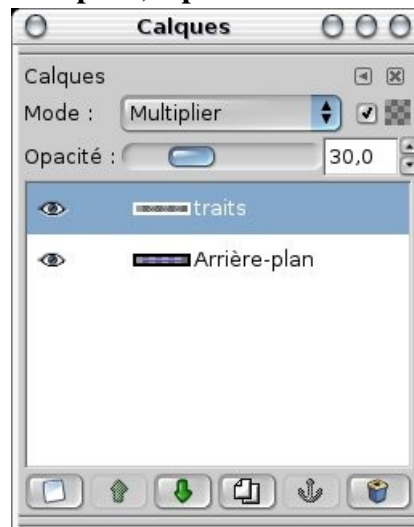 Calques
Calques
Mode : Multiplier
Opacité : 30,0
traits
Arrière-plan